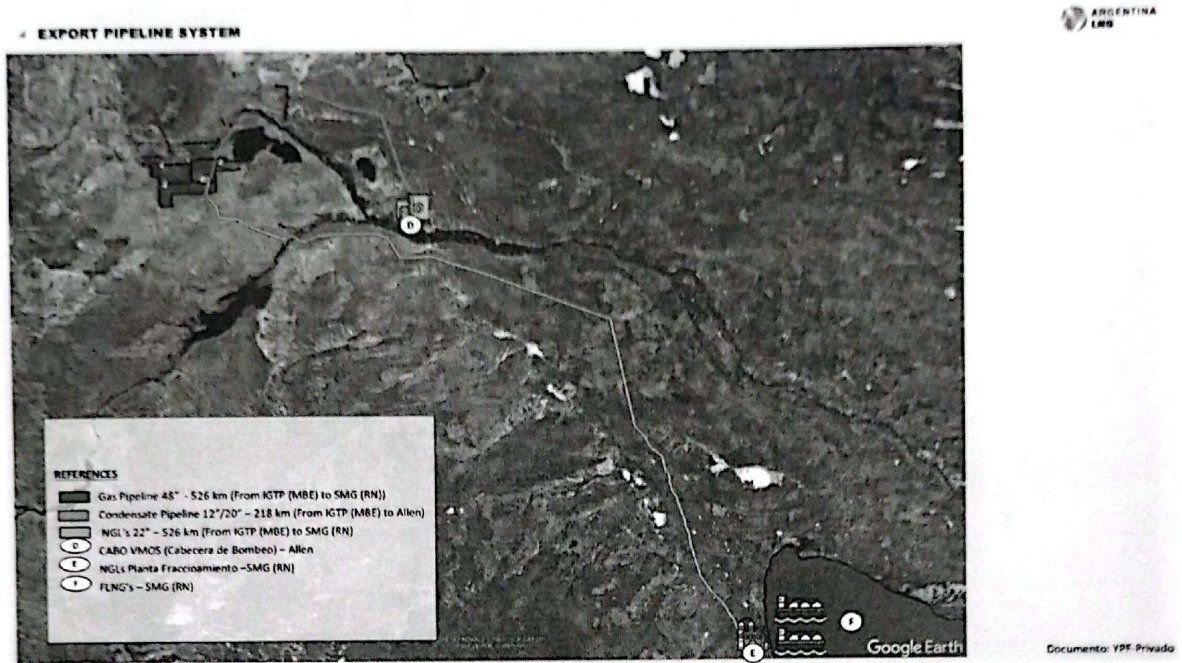 EXPORT PIPELINE SYSTEM
ARGENTINA
LNG
D
REFERENCES
Gas Pipeline 48" - 526 km (From IGTP (MBE) to SMG (RN))
Condensate Pipeline 12"/20" – 218 km (From IGTP (MBE) to Allen)
NGL's 22" – 526 km (From IGTP (MBE) to SMG (RN)
D CABO VMOS (Cabecera de Bombeo) – Allen
E NGLs Planta Fraccionamiento –SMG (RN)
F FLNG's – SMG (RN)
F
E
Google Earth
Documento: YPF-Privado